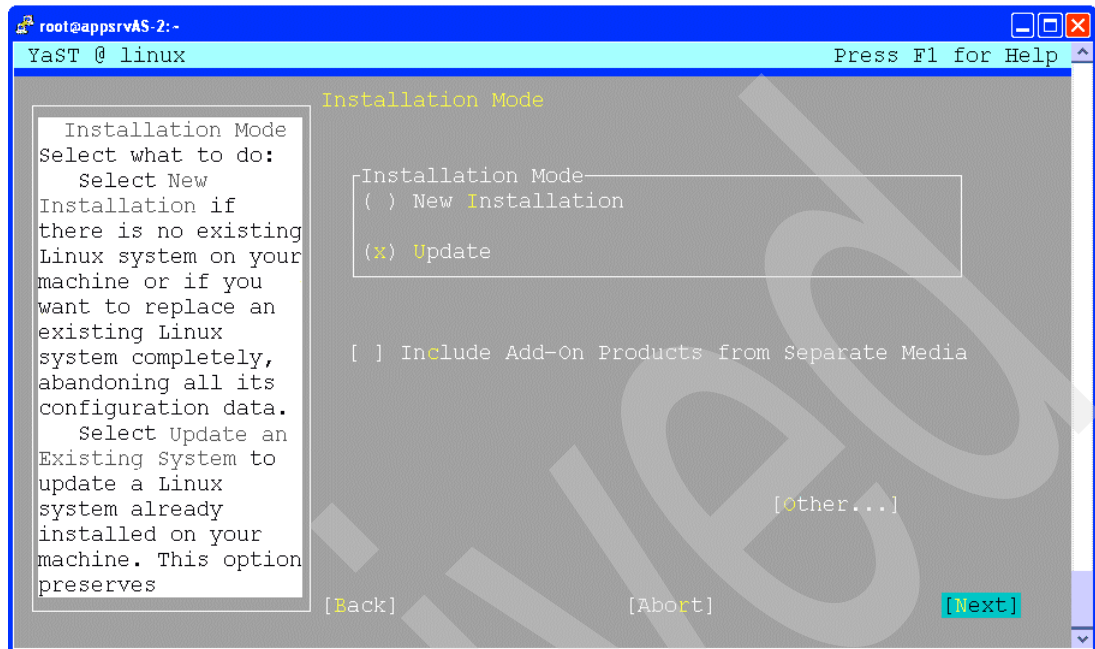 root@appsrvAS-2:~
YaST @ linux Press F1 for Help
Installation Mode
Installation Mode
Select what to do:
Select New
Installation if
there is no existing
Linux system on your
machine or if you
want to replace an
existing Linux
system completely,
abandoning all its
configuration data.
Select Update an
Existing System to
update a Linux
system already
installed on your
machine. This option
preserves
Installation Mode
( ) New Installation
(x) Update
[ ] Include Add-On Products from Separate Media
[Other...]
[Back] [Abort] [Next]